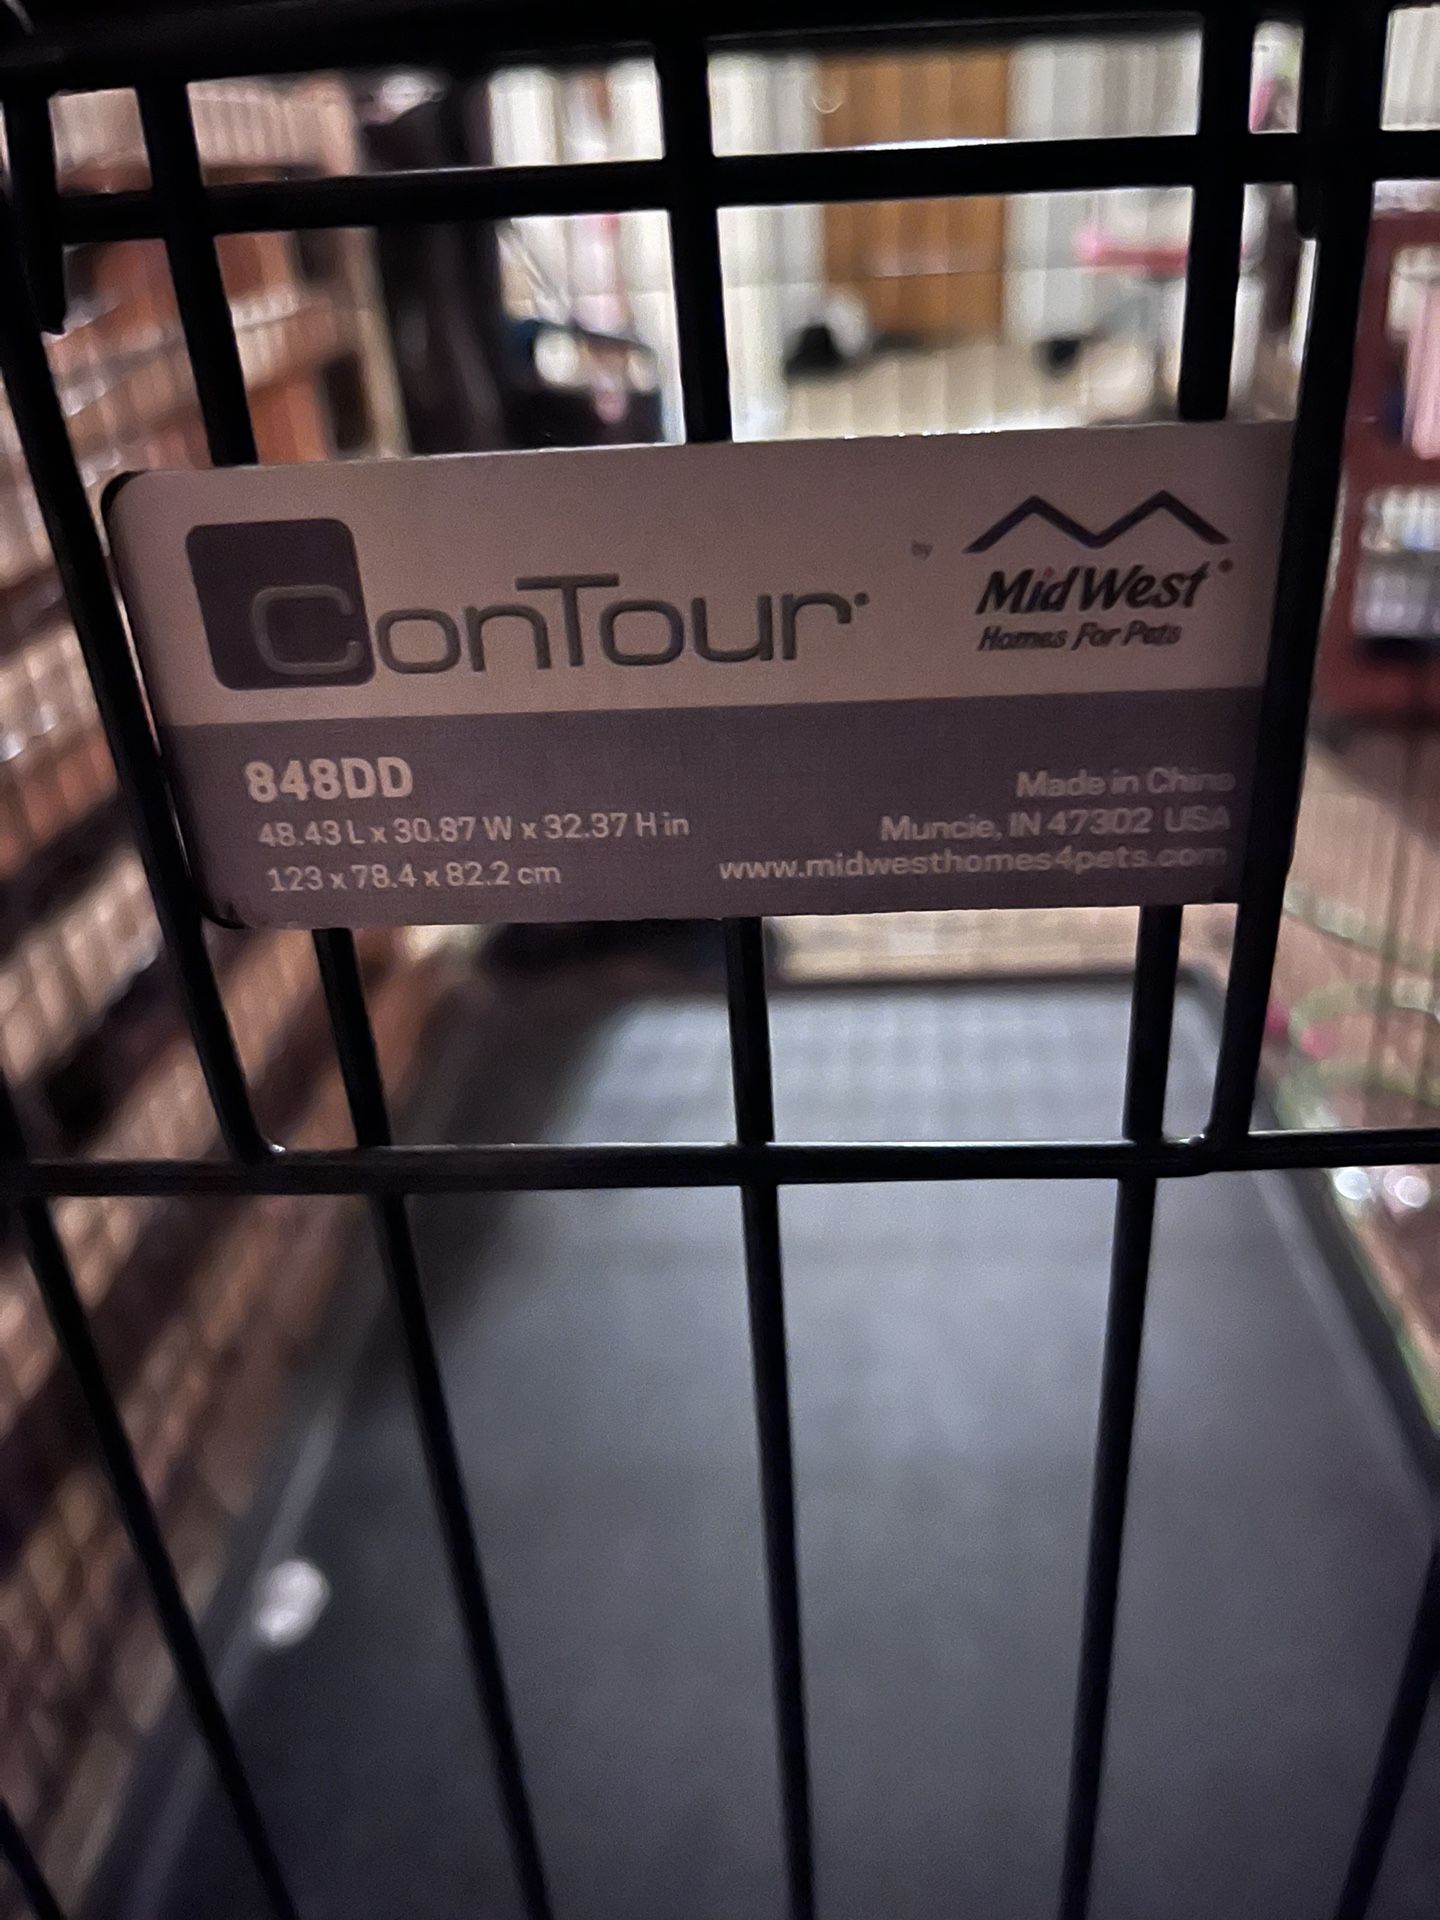 ConTour® by MidWest®
Homes For Pets
848DD
48.43 L x 30.87 W x 32.37 H in
123 x 78.4 x 82.2 cm
Made in China
Muncie, IN 47302 USA
www.midwesthomes4pets.com